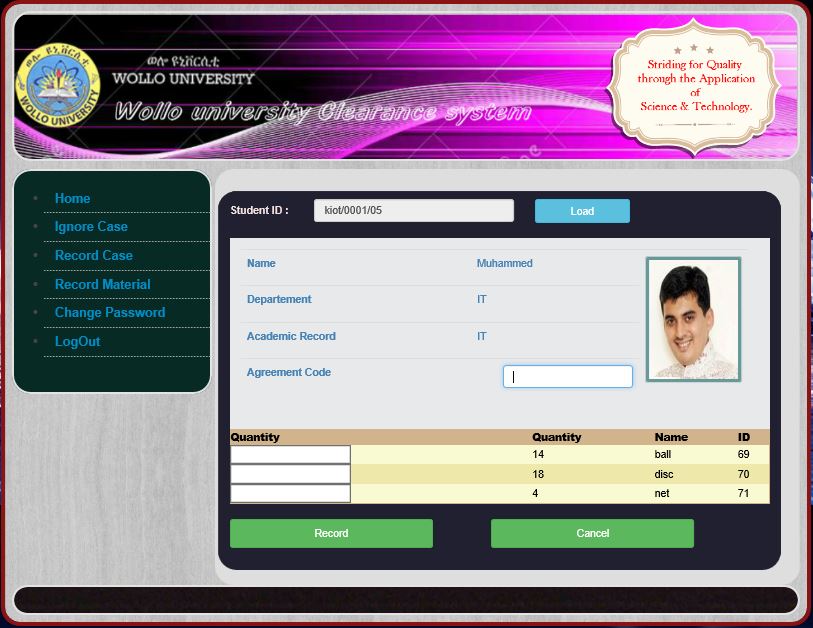 ወሎ ዩኒቨርሲቲ
WOLLO UNIVERSITY
Wollo university Clearance system
ወሎ ዩኒቨርሲቲ
WOLLO UNIVERSITY
Striding for Quality
through the Application
of
Science & Technology.
Home
Ignore Case
Record Case
Record Material
Change Password
LogOut
Student ID : kiot/0001/05 Load
Name Muhammed
Departement IT
Academic Record IT
Agreement Code
Quantity Quantity Name ID
14 ball 69
18 disc 70
4 net 71
Record Cancel